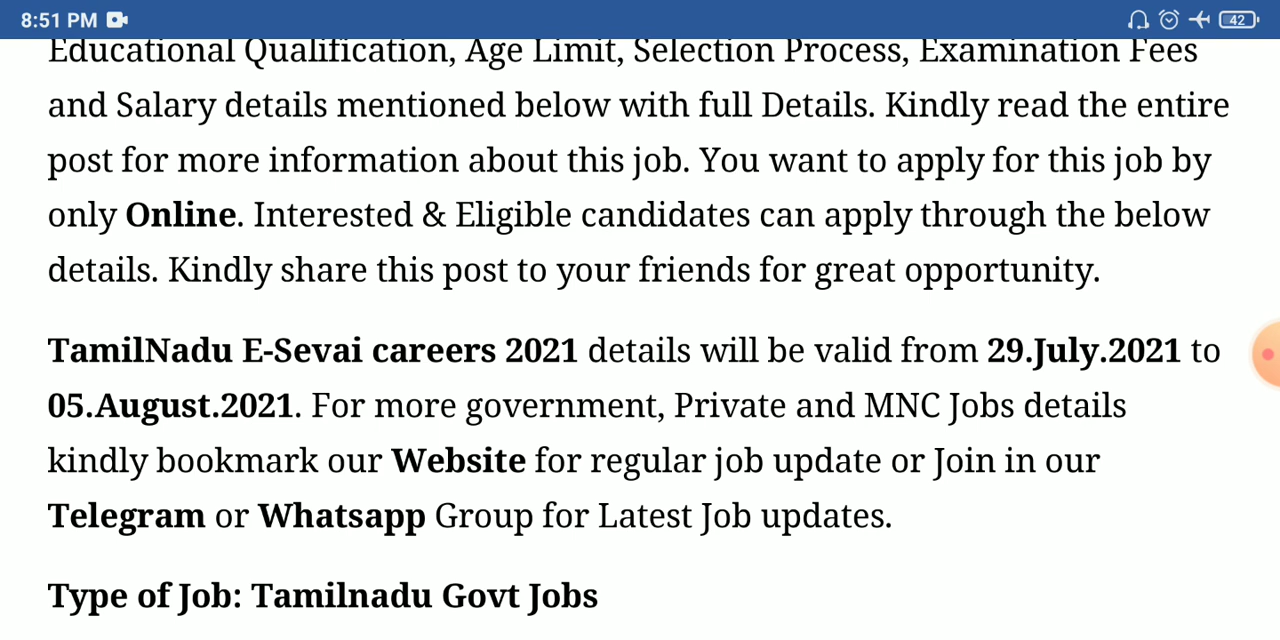 8:51 PM
42
Educational Qualification, Age Limit, Selection Process, Examination Fees
and Salary details mentioned below with full Details. Kindly read the entire
post for more information about this job. You want to apply for this job by
only Online. Interested & Eligible candidates can apply through the below
details. Kindly share this post to your friends for great opportunity.
TamilNadu E-Sevai careers 2021 details will be valid from 29.July.2021 to
05.August.2021. For more government, Private and MNC Jobs details
kindly bookmark our Website for regular job update or Join in our
Telegram or Whatsapp Group for Latest Job updates.
Type of Job: Tamilnadu Govt Jobs